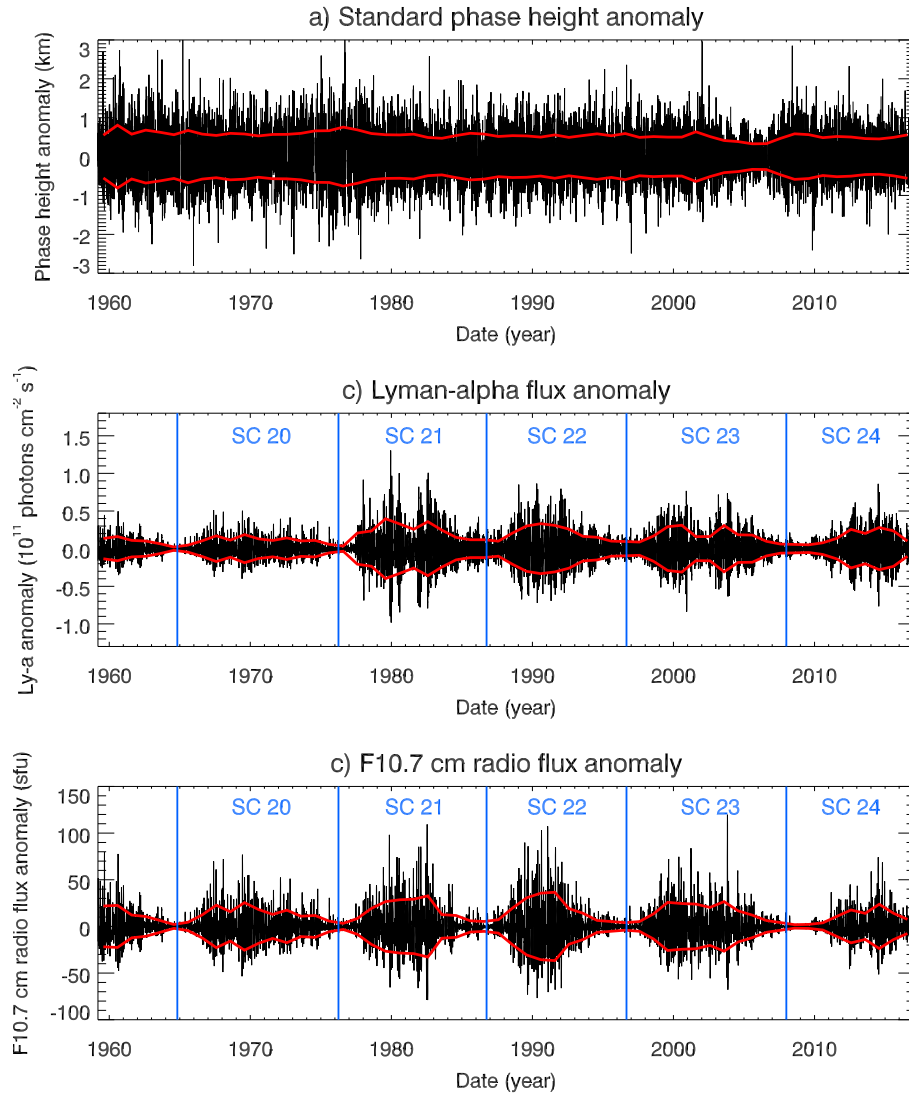 a) Standard phase height anomaly
Phase height anomaly (km)
3
2
1
0
-1
-2
-3
1960 1970 1980 1990 2000 2010
Date (year)
c) Lyman-alpha flux anomaly
Ly-a anomaly (10¹¹ photons cm⁻² s⁻¹)
SC 20 SC 21 SC 22 SC 23 SC 24
1.5
1.0
0.5
0.0
-0.5
-1.0
1960 1970 1980 1990 2000 2010
Date (year)
c) F10.7 cm radio flux anomaly
F10.7 cm radio flux anomaly (sfu)
SC 20 SC 21 SC 22 SC 23 SC 24
150
100
50
0
-50
-100
1960 1970 1980 1990 2000 2010
Date (year)